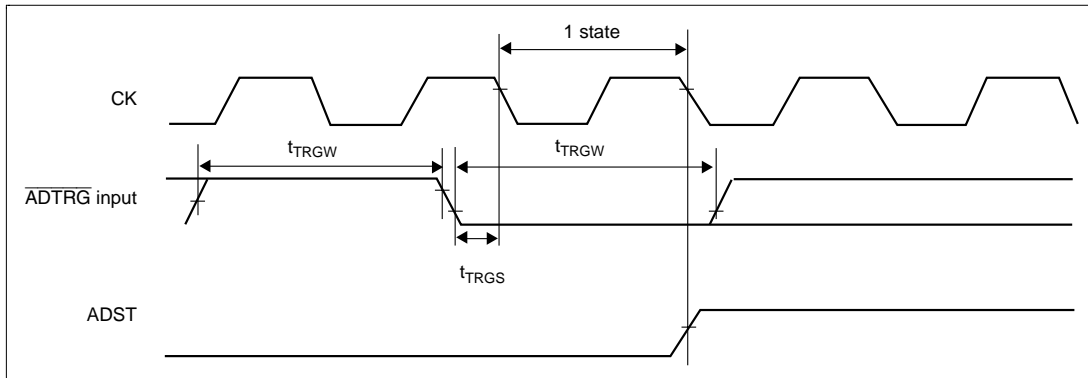 1 state
CK
tTRGW
tTRGW
ADTRG input
tTRGS
ADST